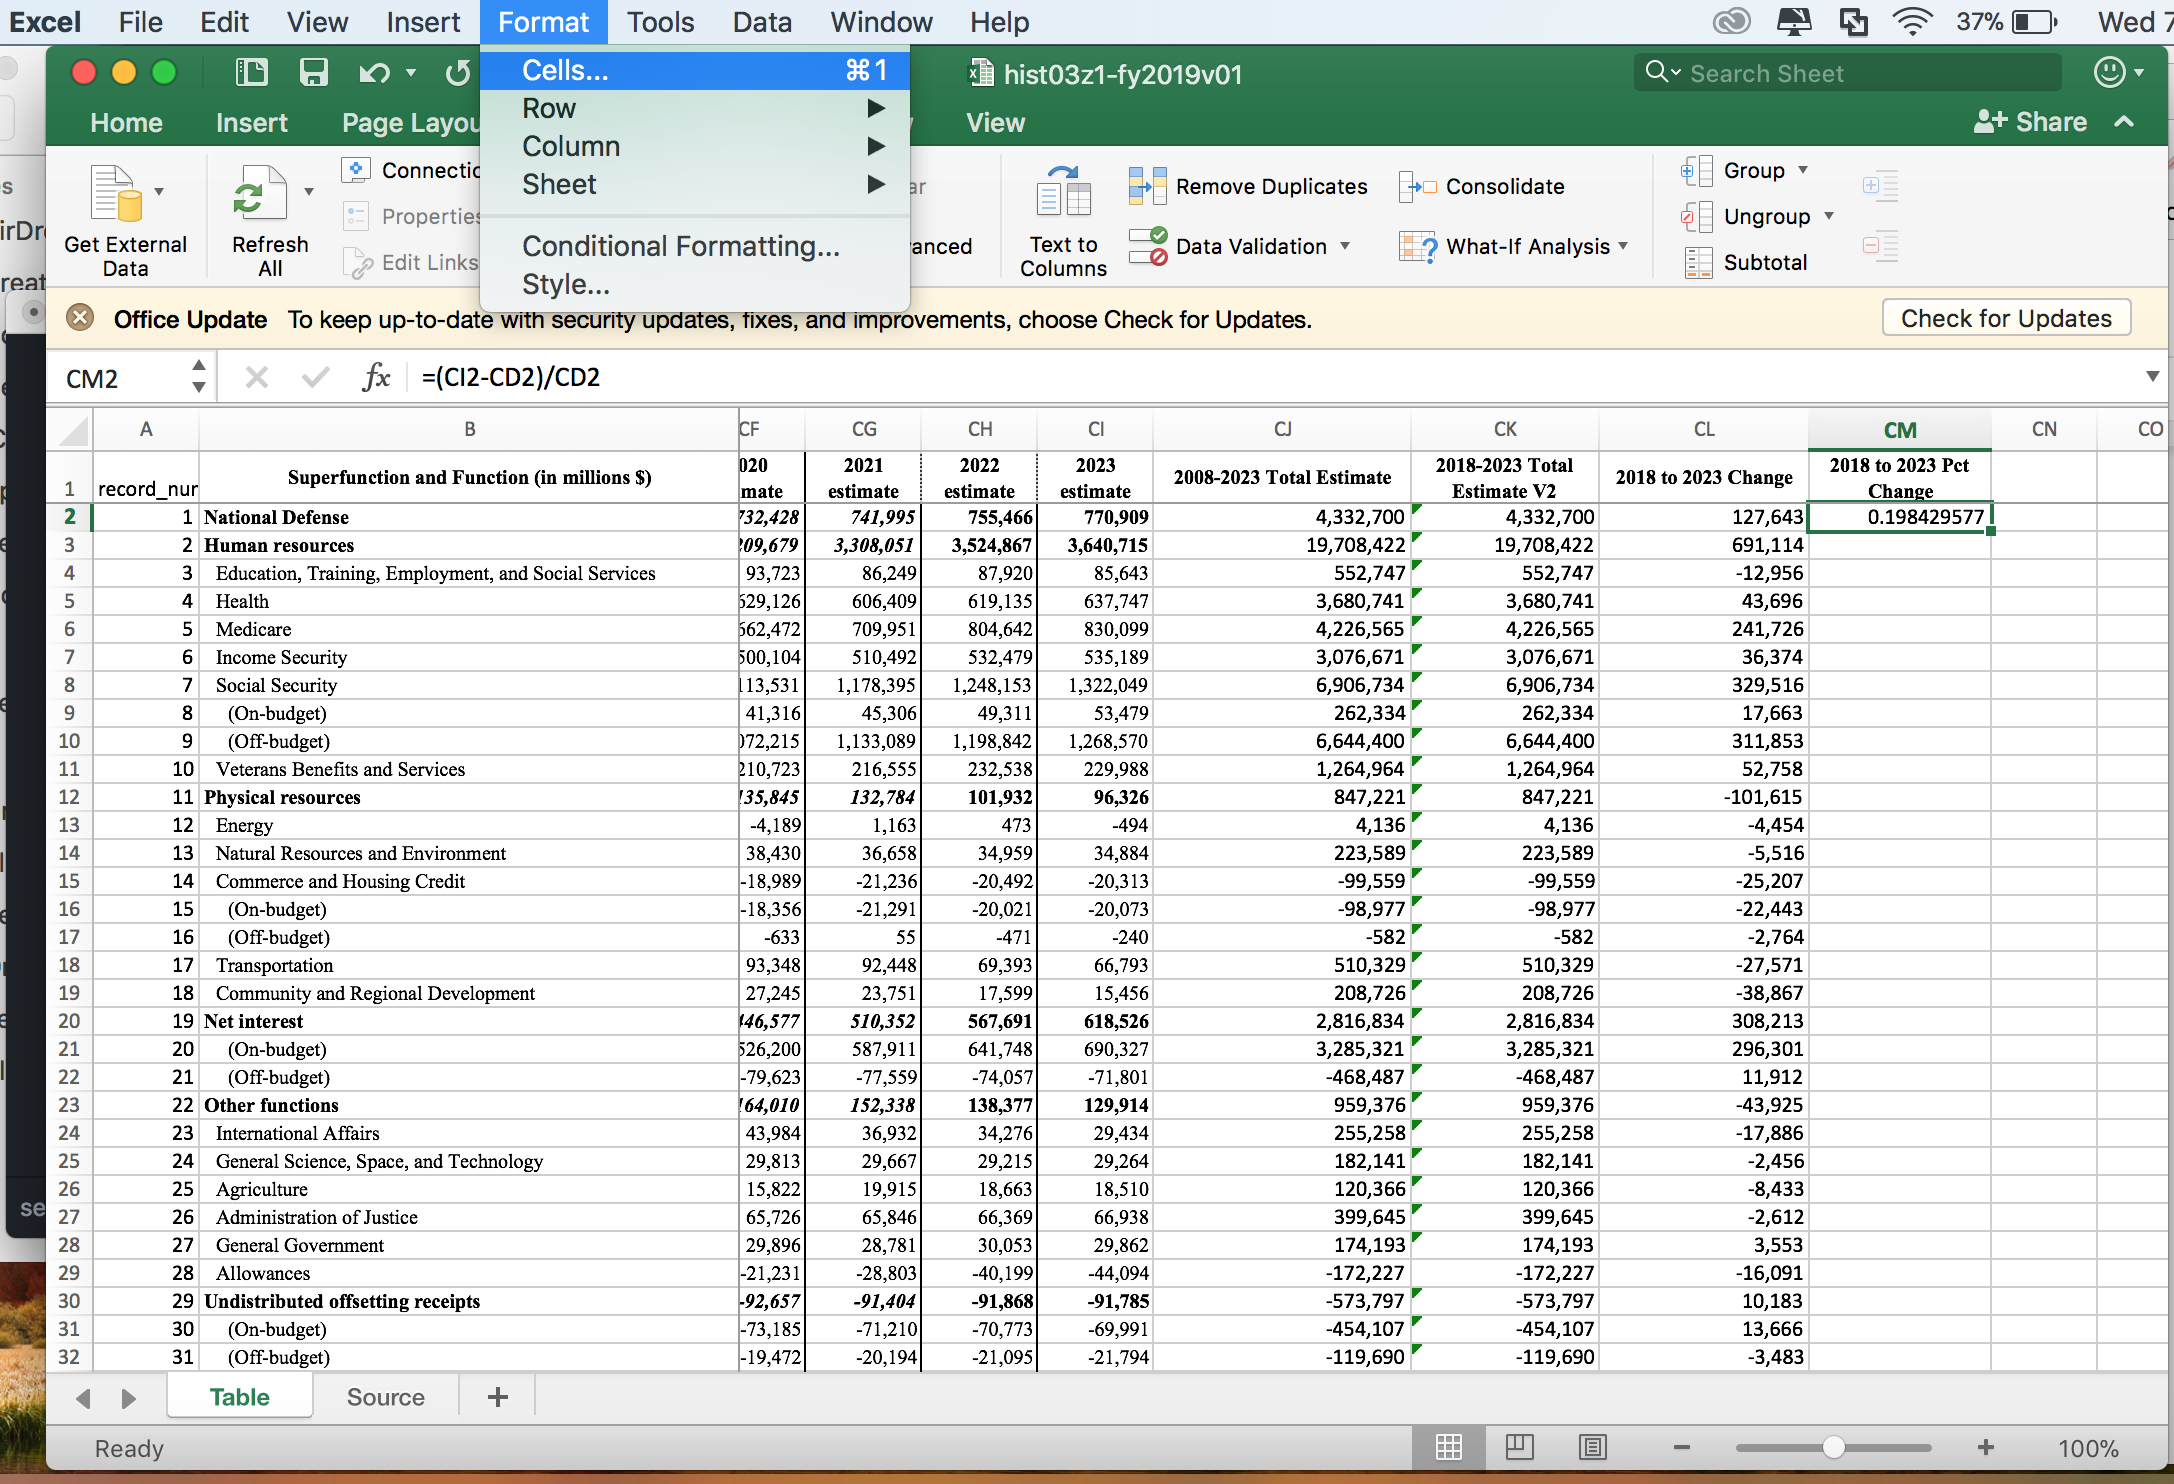 Excel File Edit View Insert Format Tools Data Window Help 37% Wed 7
Cells... ⌘1
Row
Column
Sheet
Conditional Formatting...
Style...
hist03z1-fy2019v01
Search Sheet
Home Insert Page Layou View Share
Get External Data
Refresh All
Connectio
Properties
Edit Links
ar
anced
Text to Columns
Remove Duplicates
Data Validation
Consolidate
What-If Analysis
Group
Ungroup
Subtotal
Office Update To keep up-to-date with security updates, fixes, and improvements, choose Check for Updates. Check for Updates
CM2 fx =(CI2-CD2)/CD2
A B CF CG CH CI CJ CK CL CM CN CO
1 record_nur Superfunction and Function (in millions $) 020 mate 2021 estimate 2022 estimate 2023 estimate 2008-2023 Total Estimate 2018-2023 Total Estimate V2 2018 to 2023 Change 2018 to 2023 Pct Change
2 1 National Defense 732,428 741,995 755,466 770,909 4,332,700 4,332,700 127,643 0.198429577
3 2 Human resources 09,679 3,308,051 3,524,867 3,640,715 19,708,422 19,708,422 691,114
4 3 Education, Training, Employment, and Social Services 93,723 86,249 87,920 85,643 552,747 552,747 -12,956
5 4 Health 629,126 606,409 619,135 637,747 3,680,741 3,680,741 43,696
6 5 Medicare 662,472 709,951 804,642 830,099 4,226,565 4,226,565 241,726
7 6 Income Security 500,104 510,492 532,479 535,189 3,076,671 3,076,671 36,374
8 7 Social Security 113,531 1,178,395 1,248,153 1,322,049 6,906,734 6,906,734 329,516
9 8 (On-budget) 41,316 45,306 49,311 53,479 262,334 262,334 17,663
10 9 (Off-budget) 072,215 1,133,089 1,198,842 1,268,570 6,644,400 6,644,400 311,853
11 10 Veterans Benefits and Services 210,723 216,555 232,538 229,988 1,264,964 1,264,964 52,758
12 11 Physical resources 135,845 132,784 101,932 96,326 847,221 847,221 -101,615
13 12 Energy -4,189 1,163 473 -494 4,136 4,136 -4,454
14 13 Natural Resources and Environment 38,430 36,658 34,959 34,884 223,589 223,589 -5,516
15 14 Commerce and Housing Credit -18,989 -21,236 -20,492 -20,313 -99,559 -99,559 -25,207
16 15 (On-budget) -18,356 -21,291 -20,021 -20,073 -98,977 -98,977 -22,443
17 16 (Off-budget) -633 55 -471 -240 -582 -582 -2,764
18 17 Transportation 93,348 92,448 69,393 66,793 510,329 510,329 -27,571
19 18 Community and Regional Development 27,245 23,751 17,599 15,456 208,726 208,726 -38,867
20 19 Net interest 446,577 510,352 567,691 618,526 2,816,834 2,816,834 308,213
21 20 (On-budget) 526,200 587,911 641,748 690,327 3,285,321 3,285,321 296,301
22 21 (Off-budget) -79,623 -77,559 -74,057 -71,801 -468,487 -468,487 11,912
23 22 Other functions 164,010 152,338 138,377 129,914 959,376 959,376 -43,925
24 23 International Affairs 43,984 36,932 34,276 29,434 255,258 255,258 -17,886
25 24 General Science, Space, and Technology 29,813 29,667 29,215 29,264 182,141 182,141 -2,456
26 25 Agriculture 15,822 19,915 18,663 18,510 120,366 120,366 -8,433
27 26 Administration of Justice 65,726 65,846 66,369 66,938 399,645 399,645 -2,612
28 27 General Government 29,896 28,781 30,053 29,862 174,193 174,193 3,553
29 28 Allowances -21,231 -28,803 -40,199 -44,094 -172,227 -172,227 -16,091
30 29 Undistributed offsetting receipts -92,657 -91,404 -91,868 -91,785 -573,797 -573,797 10,183
31 30 (On-budget) -73,185 -71,210 -70,773 -69,991 -454,107 -454,107 13,666
32 31 (Off-budget) -19,472 -20,194 -21,095 -21,794 -119,690 -119,690 -3,483
Table Source +
Ready 100%